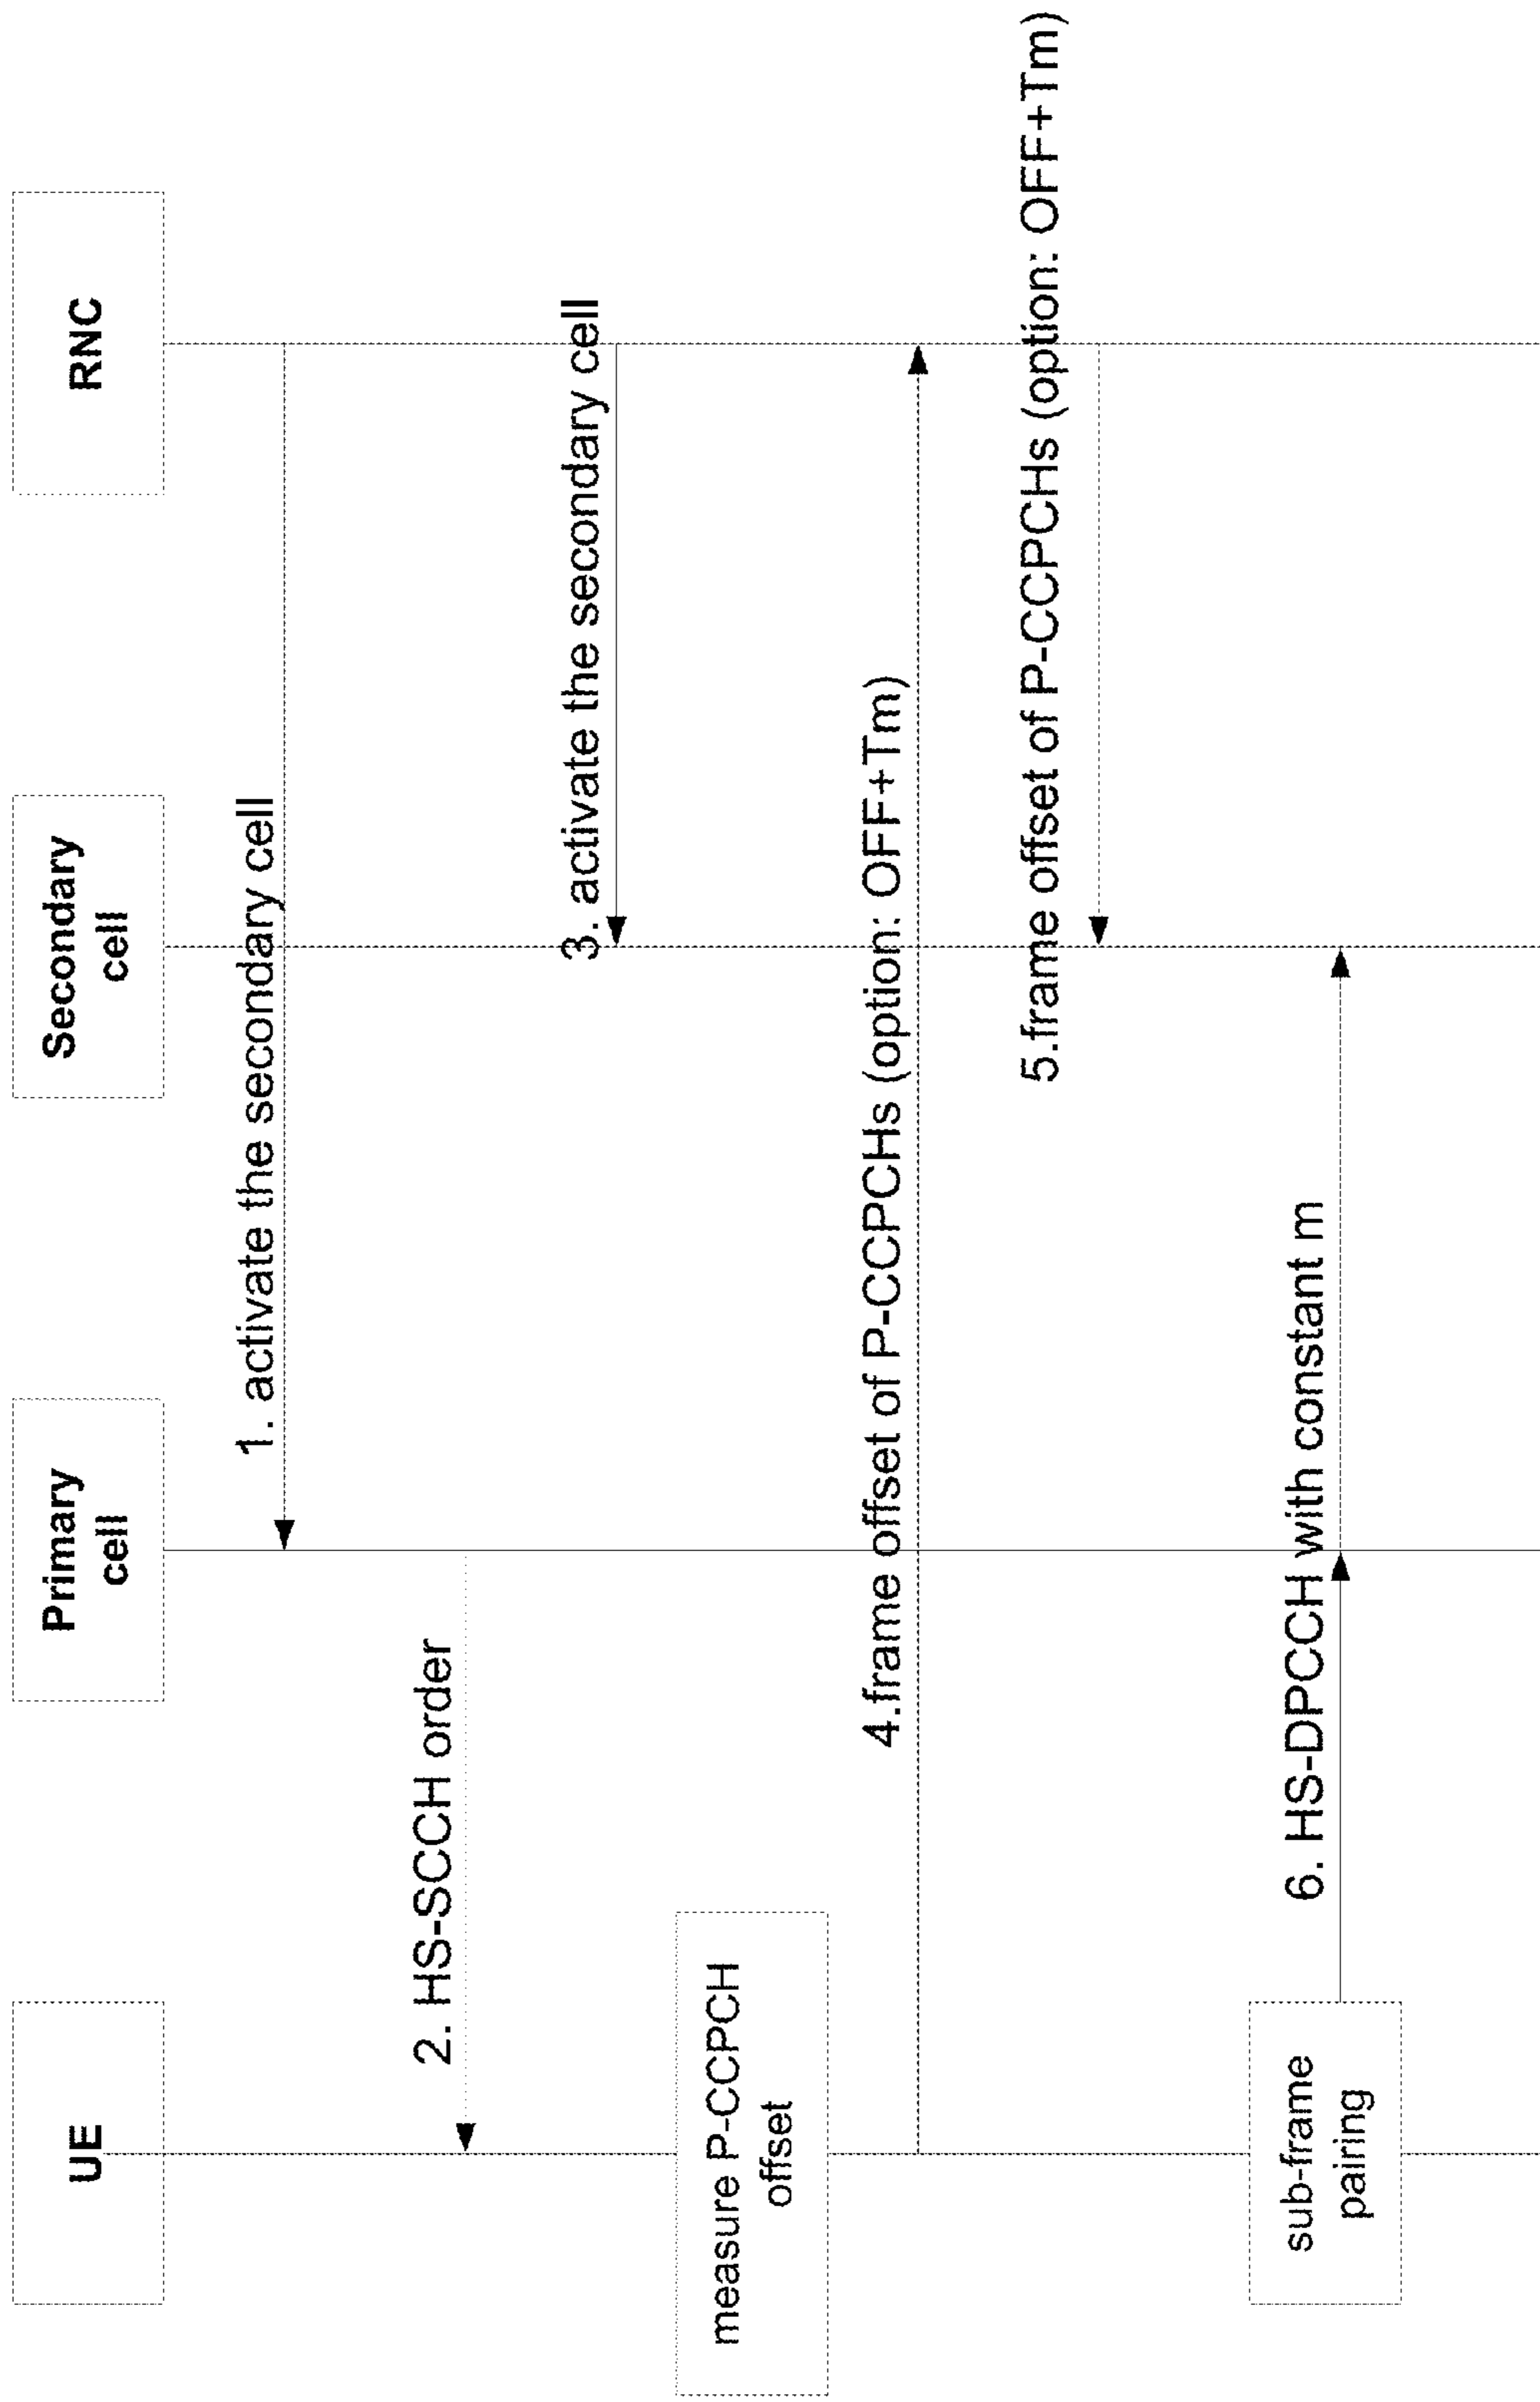 UE
Primary
cell
Secondary
cell
RNC
1. activate the secondary cell
2. HS-SCCH order
3. activate the secondary cell
measure P-CCPCH
offset
4.frame offset of P-CCPCHs (option: OFF+Tm)
5.frame offset of P-CCPCHs (option: OFF+Tm)
sub-frame
pairing
6. HS-DPCCH with constant m